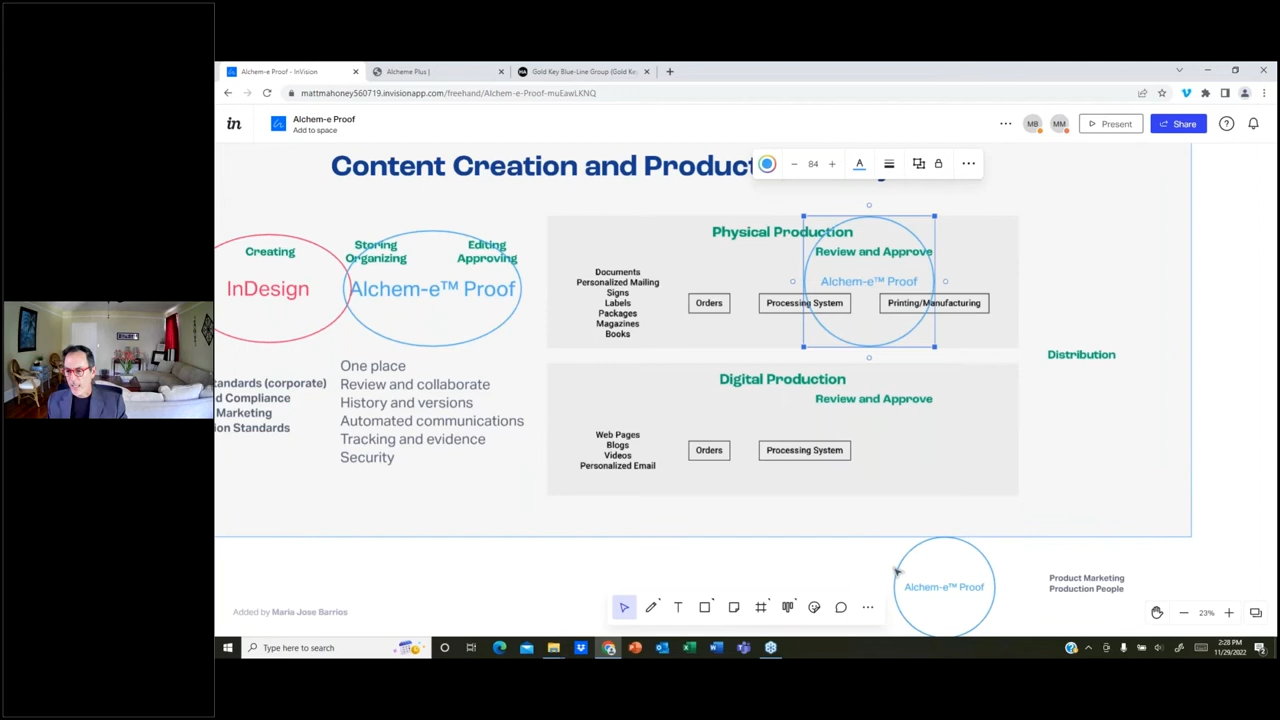 Alchem-e Proof - InVision
Alcheme Plus |
Gold Key Blue-Line Group (Gold Ke
mattmahoney560719.invisionapp.com/freehand/Alchem-e-Proof-muEawLKNQ
in
Alchem-e Proof
Add to space
MB
MM
Present
Share
Content Creation and Product
84
A
Creating
InDesign
Storing
Organizing
Editing
Approving
Alchem-e™ Proof
tandards (corporate)
d Compliance
Marketing
ion Standards
One place
Review and collaborate
History and versions
Automated communications
Tracking and evidence
Security
Physical Production
Review and Approve
Alchem-e™ Proof
Documents
Personalized Mailing
Signs
Labels
Packages
Magazines
Books
Orders
Processing System
Printing/Manufacturing
Digital Production
Review and Approve
Web Pages
Blogs
Videos
Personalized Email
Orders
Processing System
Distribution
Alchem-e™ Proof
Product Marketing
Production People
Added by Maria Jose Barrios
T
23%
Type here to search
2:28 PM
11/29/2022